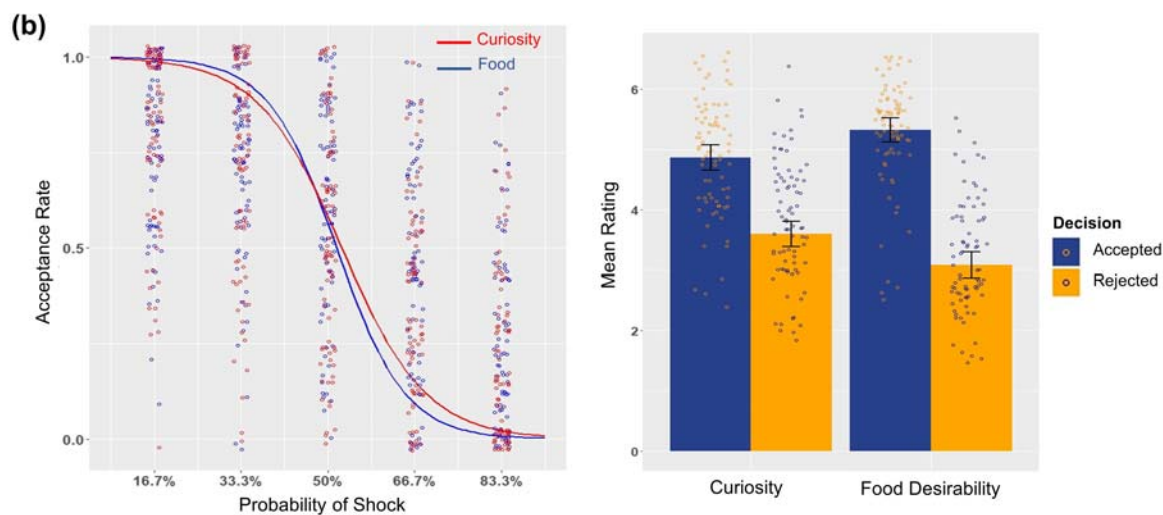 (b)
Curiosity
Food
1.0
0.5
0.0
Acceptance Rate
16.7%
33.3%
50%
66.7%
83.3%
Probability of Shock
6
4
2
0
Mean Rating
Curiosity
Food Desirability
Decision
Accepted
Rejected